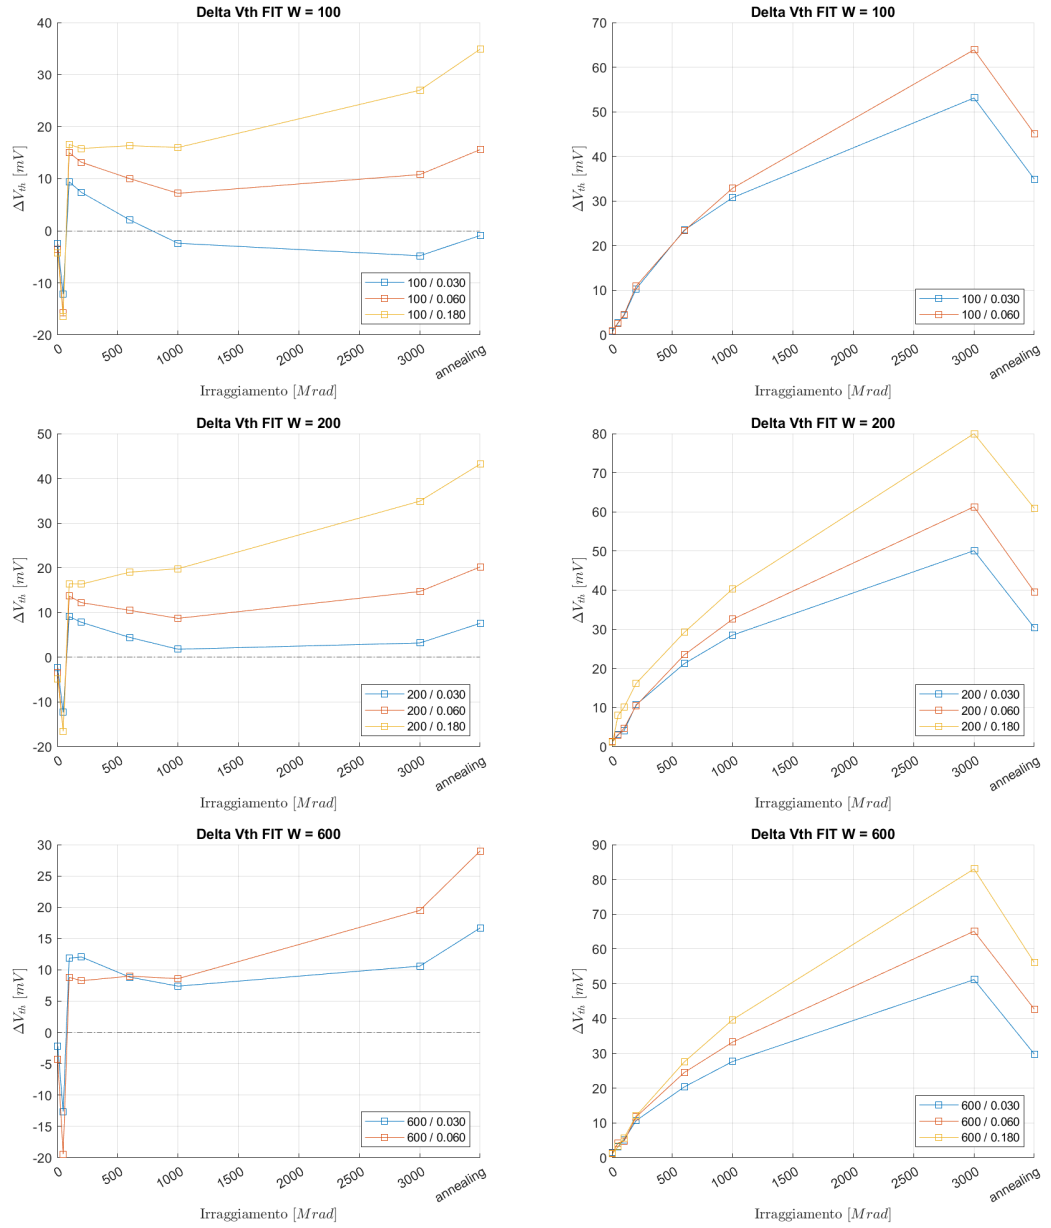 Delta Vth FIT W = 100
40
30
20
10
0
-10
-20
ΔV_th [mV]
100 / 0.030
100 / 0.060
100 / 0.180
0 500 1000 1500 2000 2500 3000 annealing
Irraggiamento [Mrad]
Delta Vth FIT W = 100
70
60
50
40
30
20
10
0
ΔV_th [mV]
100 / 0.030
100 / 0.060
0 500 1000 1500 2000 2500 3000 annealing
Irraggiamento [Mrad]
Delta Vth FIT W = 200
50
40
30
20
10
0
-10
-20
ΔV_th [mV]
200 / 0.030
200 / 0.060
200 / 0.180
0 500 1000 1500 2000 2500 3000 annealing
Irraggiamento [Mrad]
Delta Vth FIT W = 200
80
70
60
50
40
30
20
10
0
ΔV_th [mV]
200 / 0.030
200 / 0.060
200 / 0.180
0 500 1000 1500 2000 2500 3000 annealing
Irraggiamento [Mrad]
Delta Vth FIT W = 600
30
25
20
15
10
5
0
-5
-10
-15
-20
ΔV_th [mV]
600 / 0.030
600 / 0.060
0 500 1000 1500 2000 2500 3000 annealing
Irraggiamento [Mrad]
Delta Vth FIT W = 600
90
80
70
60
50
40
30
20
10
0
ΔV_th [mV]
600 / 0.030
600 / 0.060
600 / 0.180
0 500 1000 1500 2000 2500 3000 annealing
Irraggiamento [Mrad]